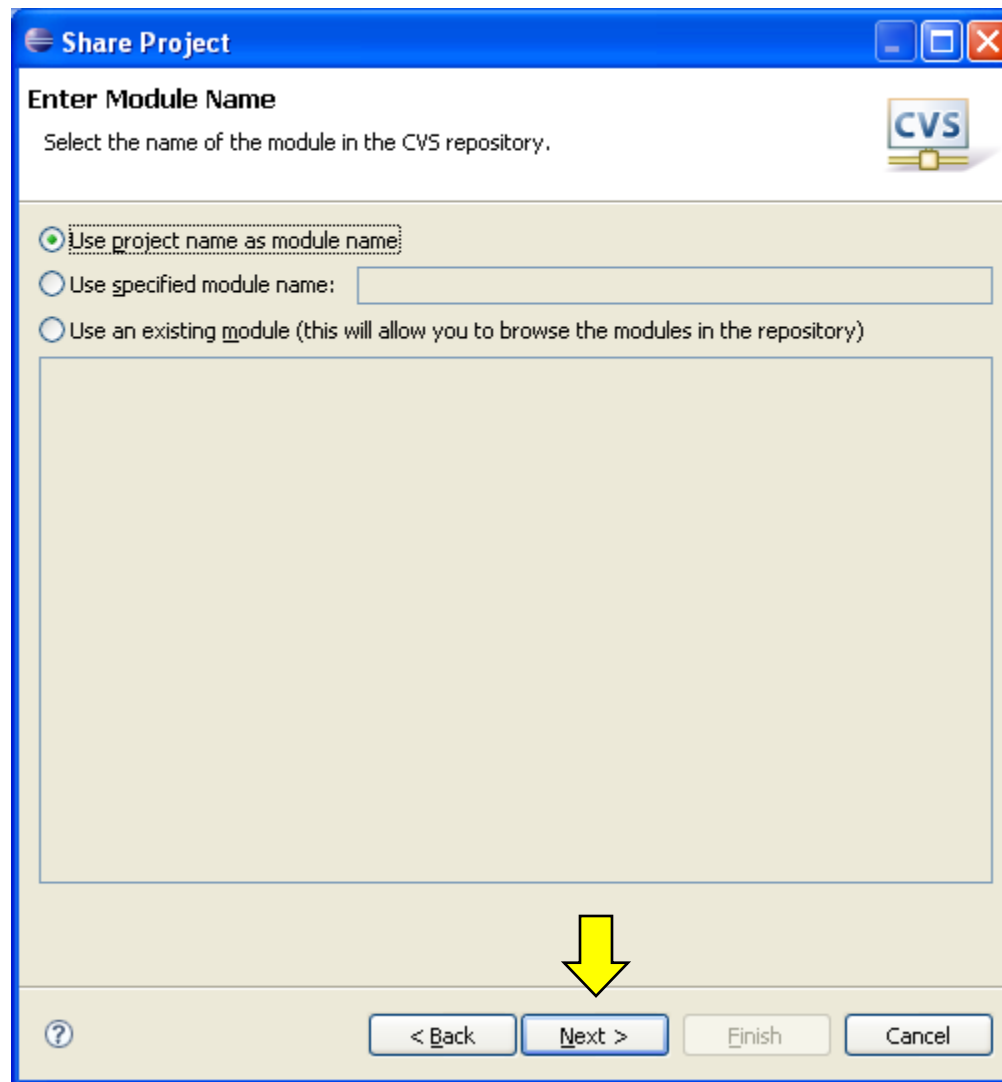 Share Project
Enter Module Name
Select the name of the module in the CVS repository.
CVS
Use project name as module name
Use specified module name:
Use an existing module (this will allow you to browse the modules in the repository)
?
< Back
Next >
Finish
Cancel